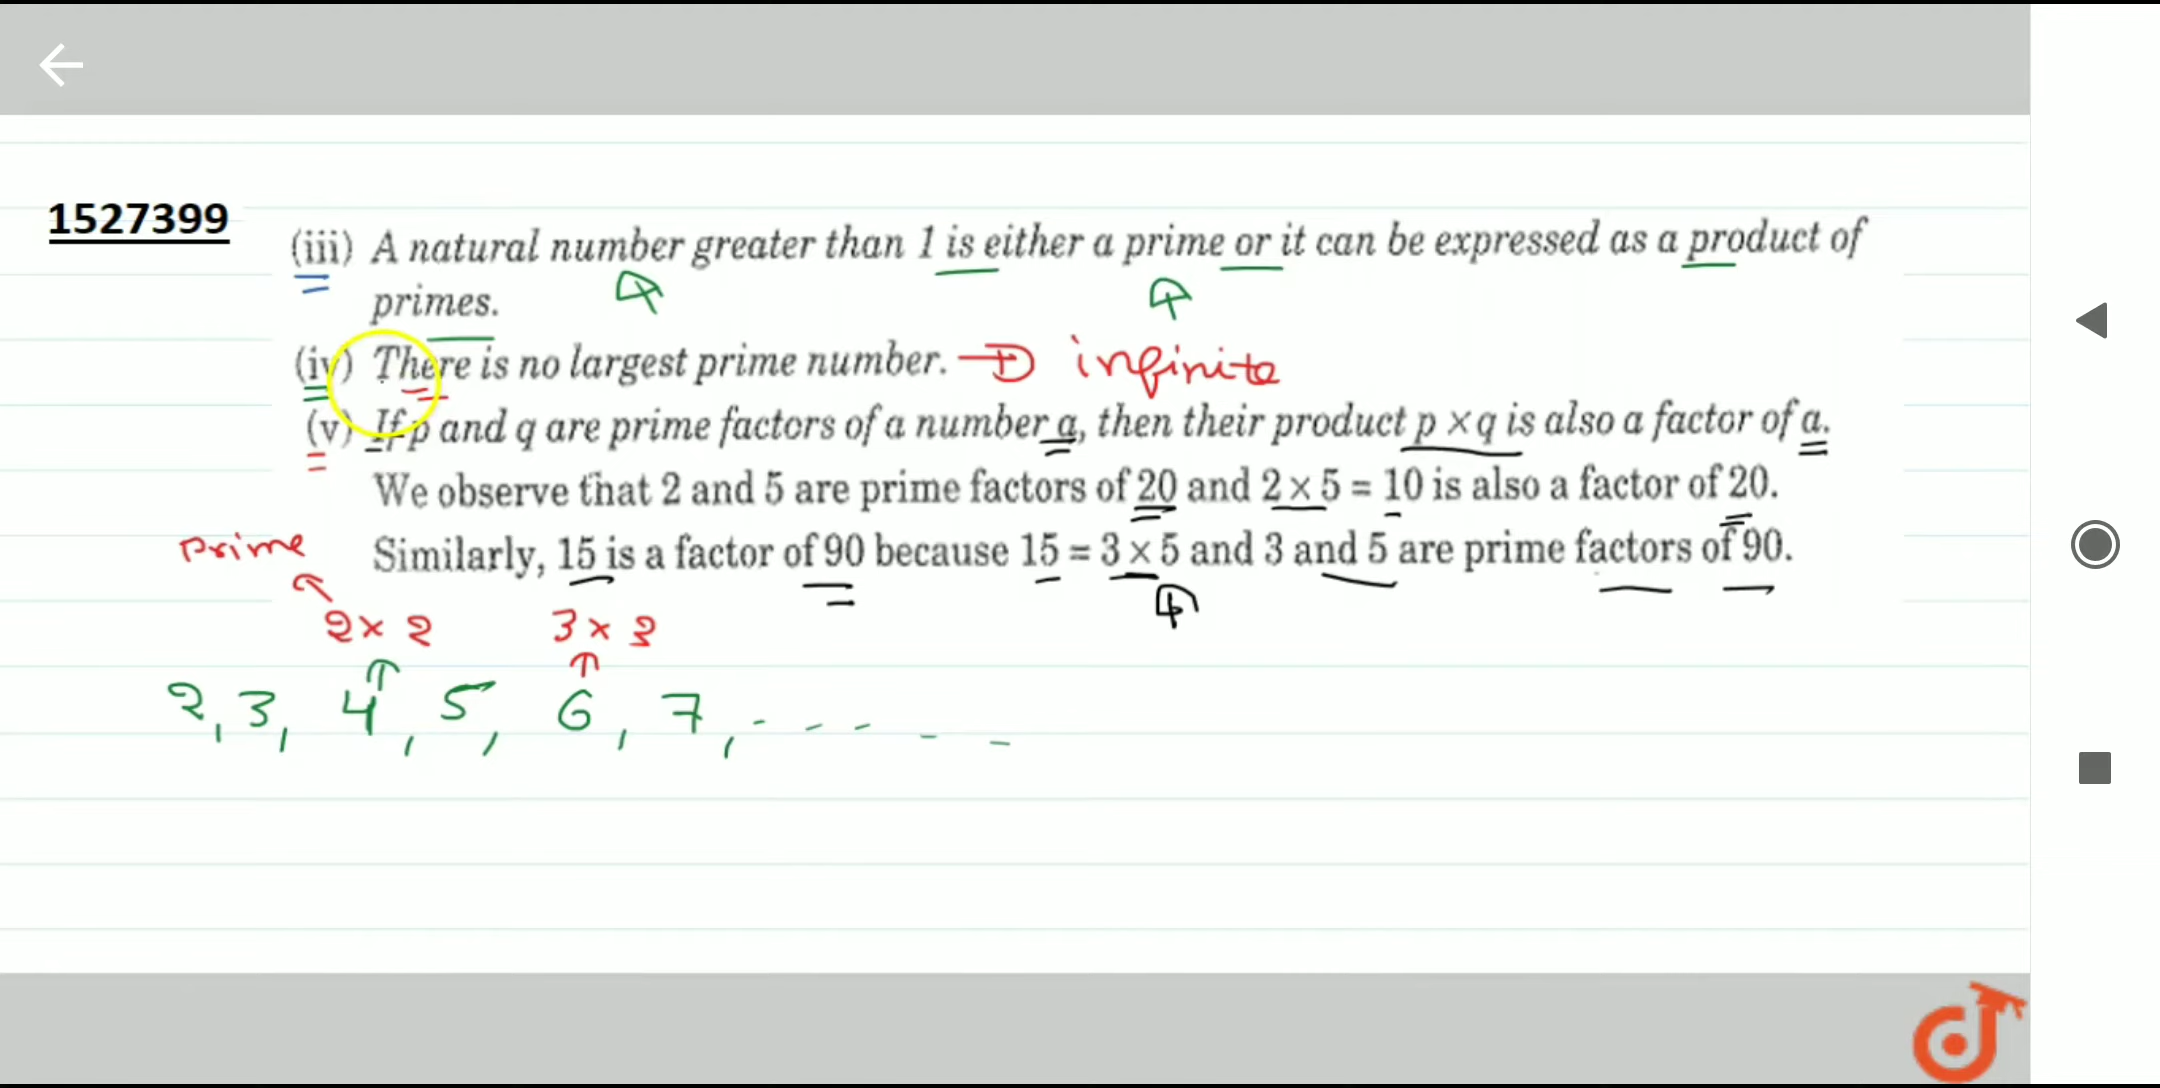 1527399
(iii) A natural number greater than 1 is either a prime or it can be expressed as a product of
primes.
(iv) There is no largest prime number. → infinite
(v) If p and q are prime factors of a number a, then their product p × q is also a factor of a.
We observe that 2 and 5 are prime factors of 20 and 2 × 5 = 10 is also a factor of 20.
Similarly, 15 is a factor of 90 because 15 = 3 × 5 and 3 and 5 are prime factors of 90.
Prime
2 × 2 3 × 2
2, 3, 4, 5, 6, 7, - - - - -